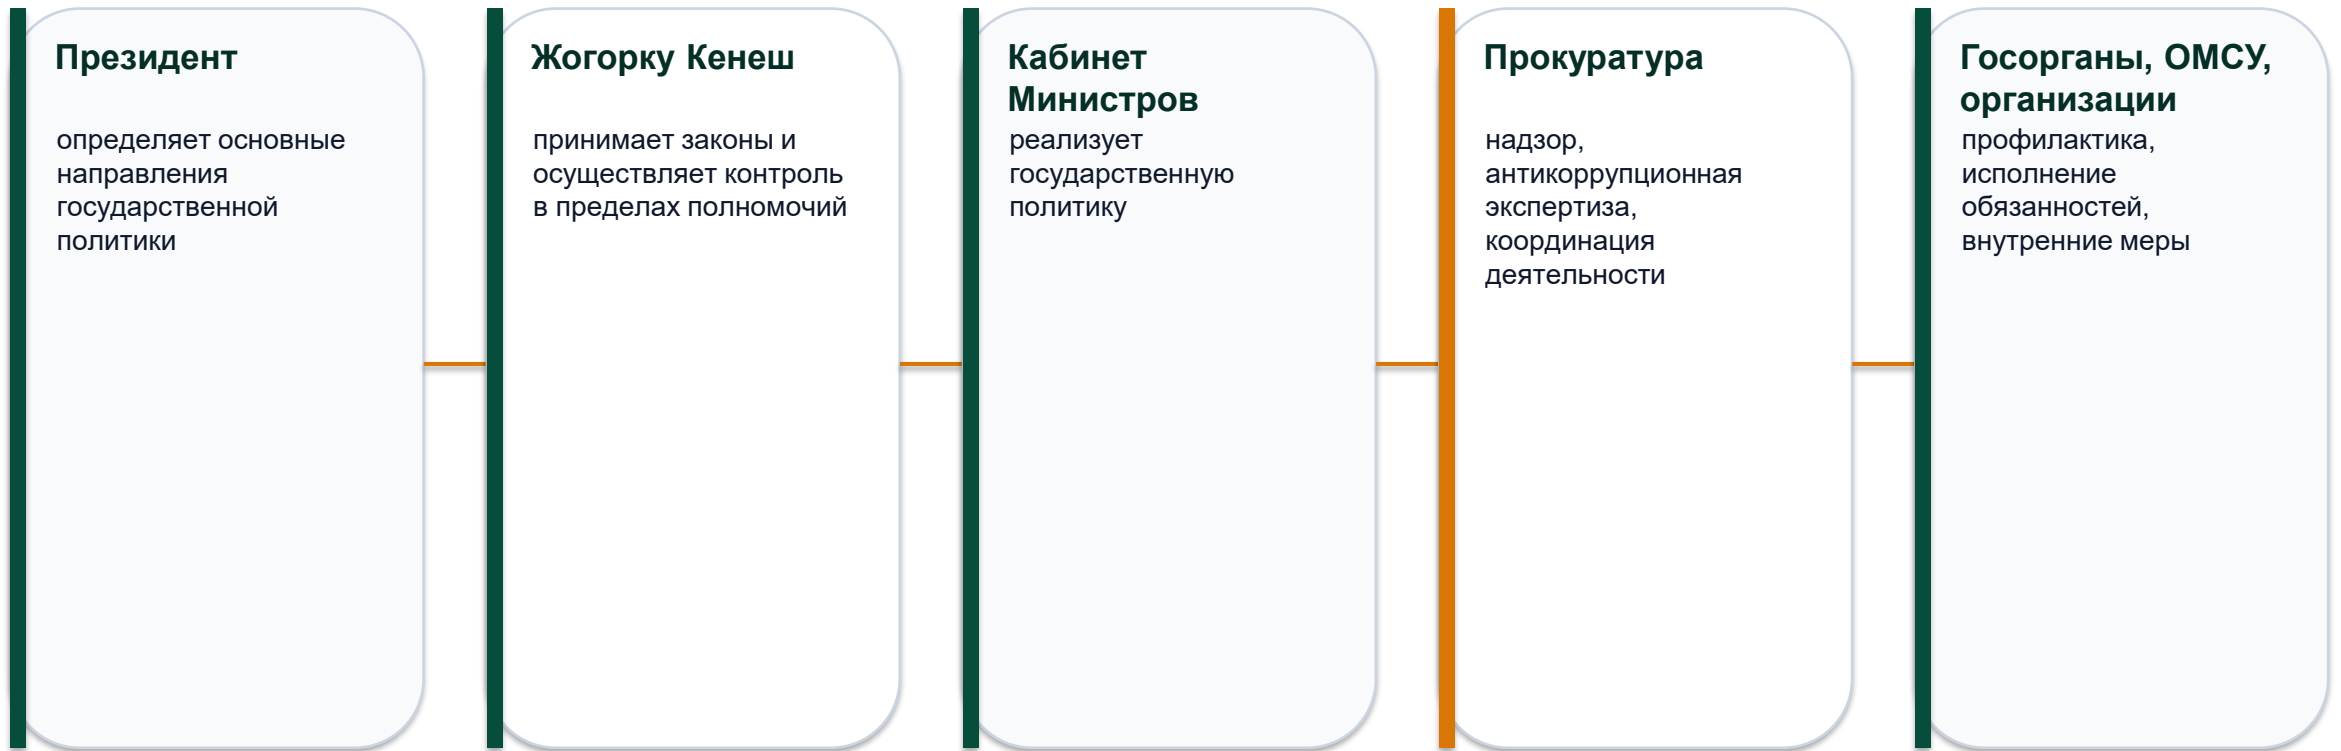 Президент
определяет основные
направления
государственной
политики
Жогорку Кенеш
принимает законы и
осуществляет контроль
в пределах полномочий
Кабинет
Министров
реализует
государственную
политику
Прокуратура
надзор,
антикоррупционная
экспертиза,
координация
деятельности
Госорганы, ОМСУ,
организации
профилактика,
исполнение
обязанностей,
внутренние меры